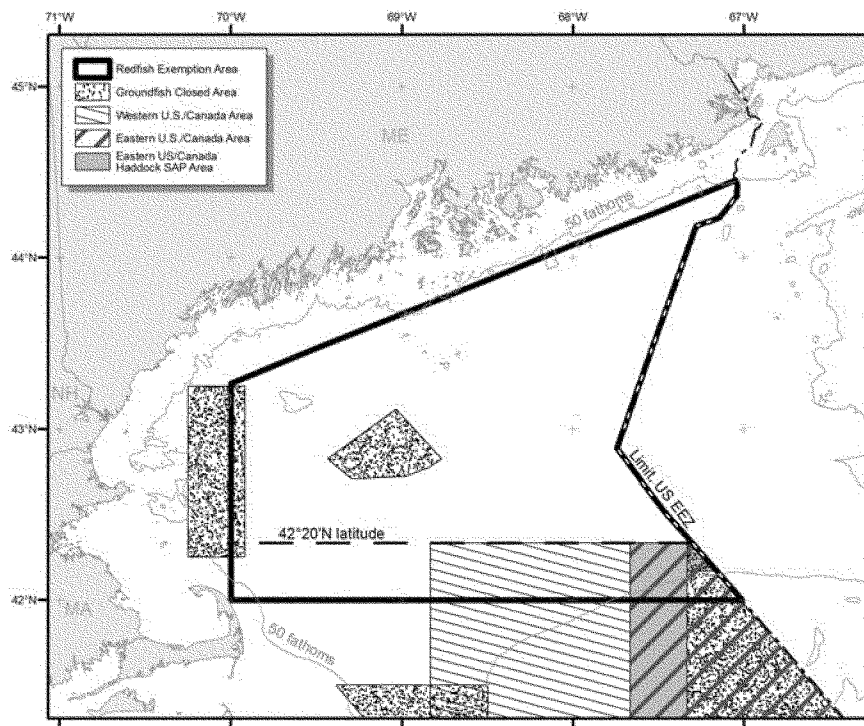 71°W 70°W 69°W 68°W 67°W
45°N
44°N
43°N
42°N
Redfish Exemption Area
Groundfish Closed Area
Western U.S./Canada Area
Eastern U.S./Canada Area
Eastern US/Canada
Haddock SAP Area
ME
NH
MA
50 fathoms
Limit. US EEZ
42°20'N latitude
50 fathoms